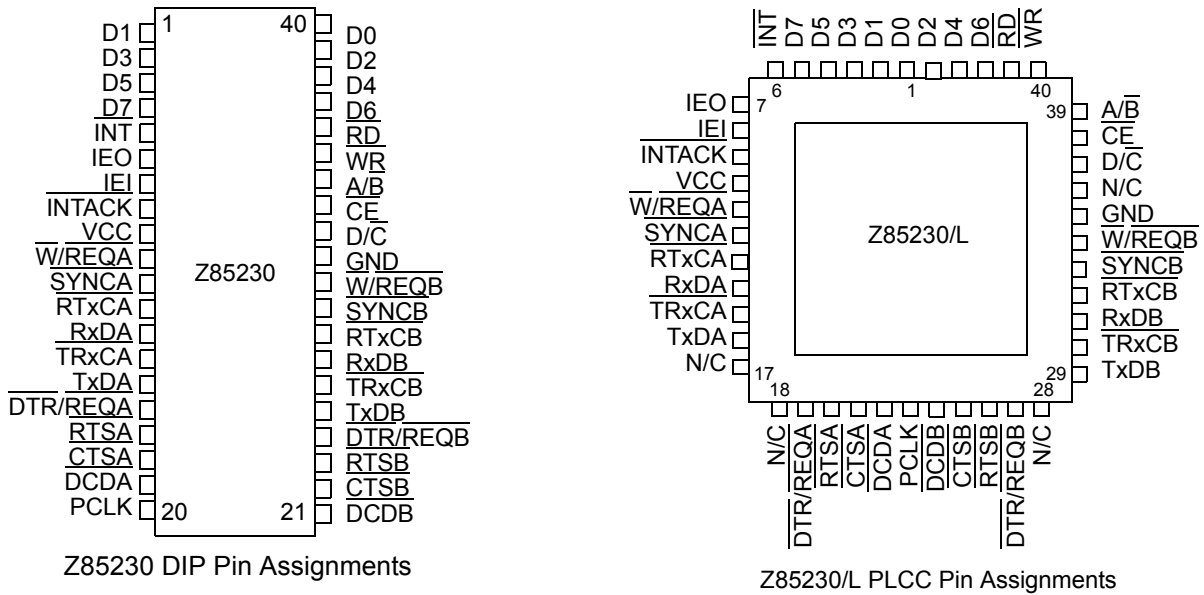 1
40
D1
D3
D5
D7
INT
IEO
IEI
INTACK
VCC
W/REQA
SYNCA
RTxCA
RxDA
TRxCA
TxDA
DTR/REQA
RTSA
CTSA
DCDA
PCLK
20
21
Z85230
D0
D2
D4
D6
RD
WR
A/B
CE
D/C
GND
W/REQB
SYNCB
RTxCB
RxDB
TRxCB
TxDB
DTR/REQB
RTSB
CTSB
DCDB
Z85230 DIP Pin Assignments
INT
D7
D5
D3
D1
D0
D2
D4
D6
RD
WR
6
1
40
7
39
IEO
IEI
INTACK
VCC
W/REQA
SYNCA
RTxCA
RxDA
TRxCA
TxDA
N/C
Z85230/L
A/B
CE
D/C
N/C
GND
W/REQB
SYNCB
RTxCB
RxDB
TRxCB
TxDB
17
18
29
28
N/C
DTR/REQA
RTSA
CTSA
DCDA
PCLK
DCDB
CTSB
RTSB
DTR/REQB
N/C
Z85230/L PLCC Pin Assignments